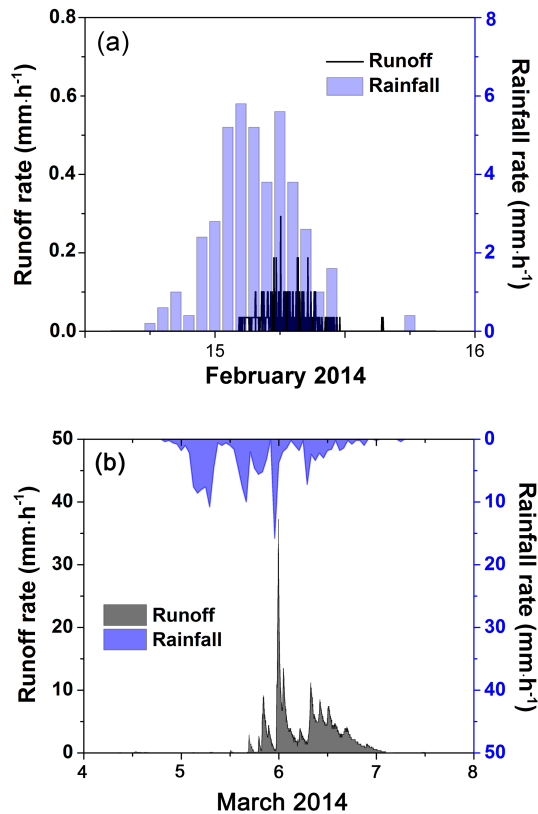 (a)
Runoff
Rainfall
0.8
0.6
0.4
0.2
0.0
Runoff rate (mm·h⁻¹)
8
6
4
2
0
Rainfall rate (mm·h⁻¹)
15
16
February 2014
(b)
Runoff
Rainfall
50
40
30
20
10
0
Runoff rate (mm·h⁻¹)
0
10
20
30
40
50
Rainfall rate (mm·h⁻¹)
4
5
6
7
8
March 2014